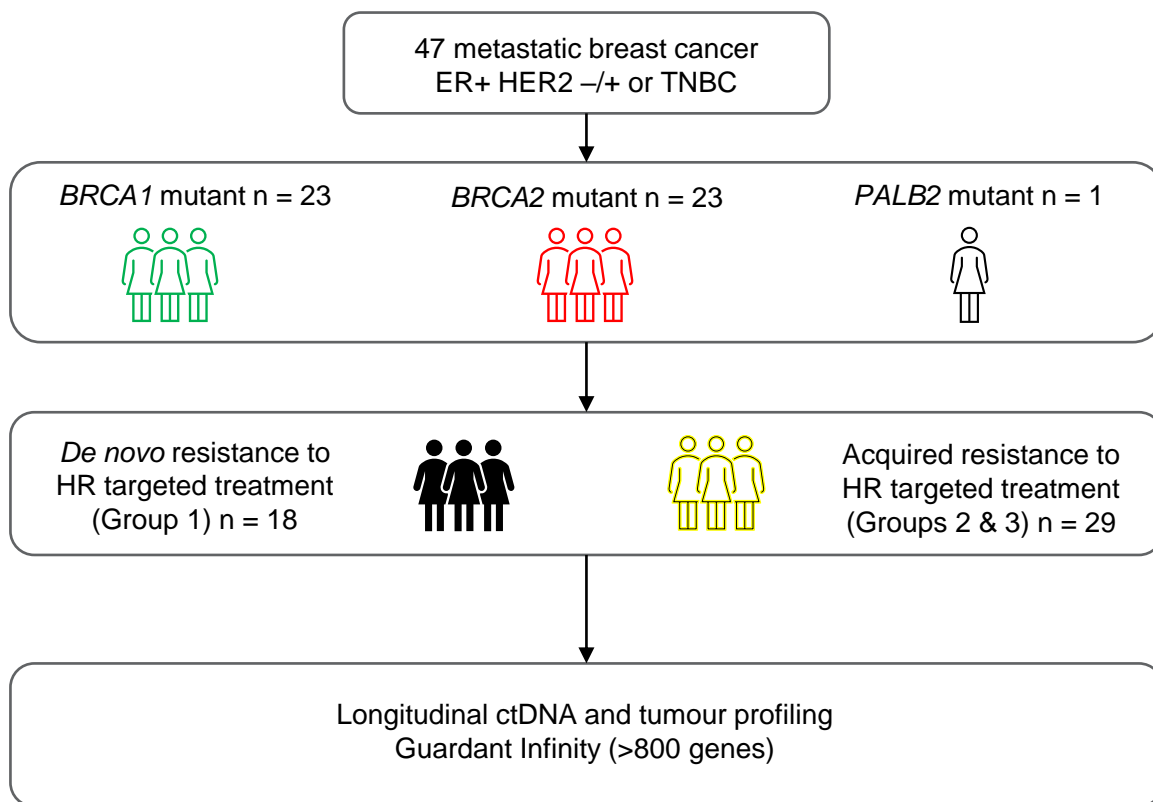 47 metastatic breast cancer
ER+ HER2 –/+ or TNBC
BRCA1 mutant n = 23
BRCA2 mutant n = 23
PALB2 mutant n = 1
De novo resistance to
HR targeted treatment
(Group 1) n = 18
Acquired resistance to
HR targeted treatment
(Groups 2 & 3) n = 29
Longitudinal ctDNA and tumour profiling
Guardant Infinity (>800 genes)